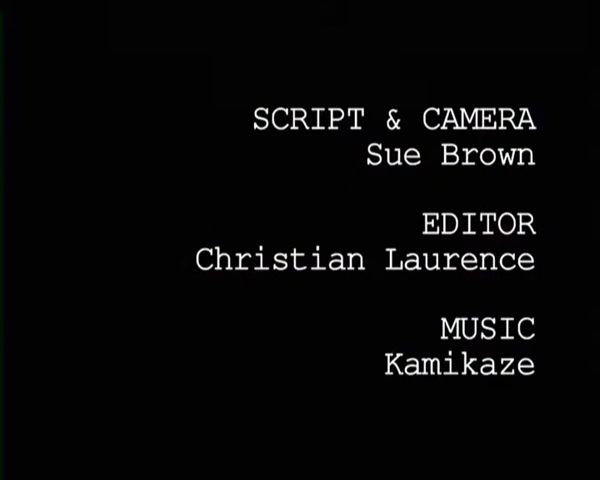 SCRIPT & CAMERA
Sue Brown
EDITOR
Christian Laurence
MUSIC
Kamikaze